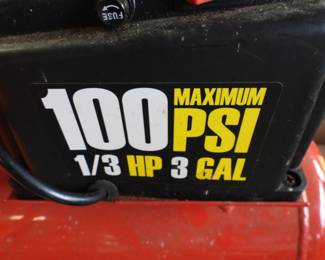 FUSE
100 MAXIMUM PSI
1/3 HP 3 GAL